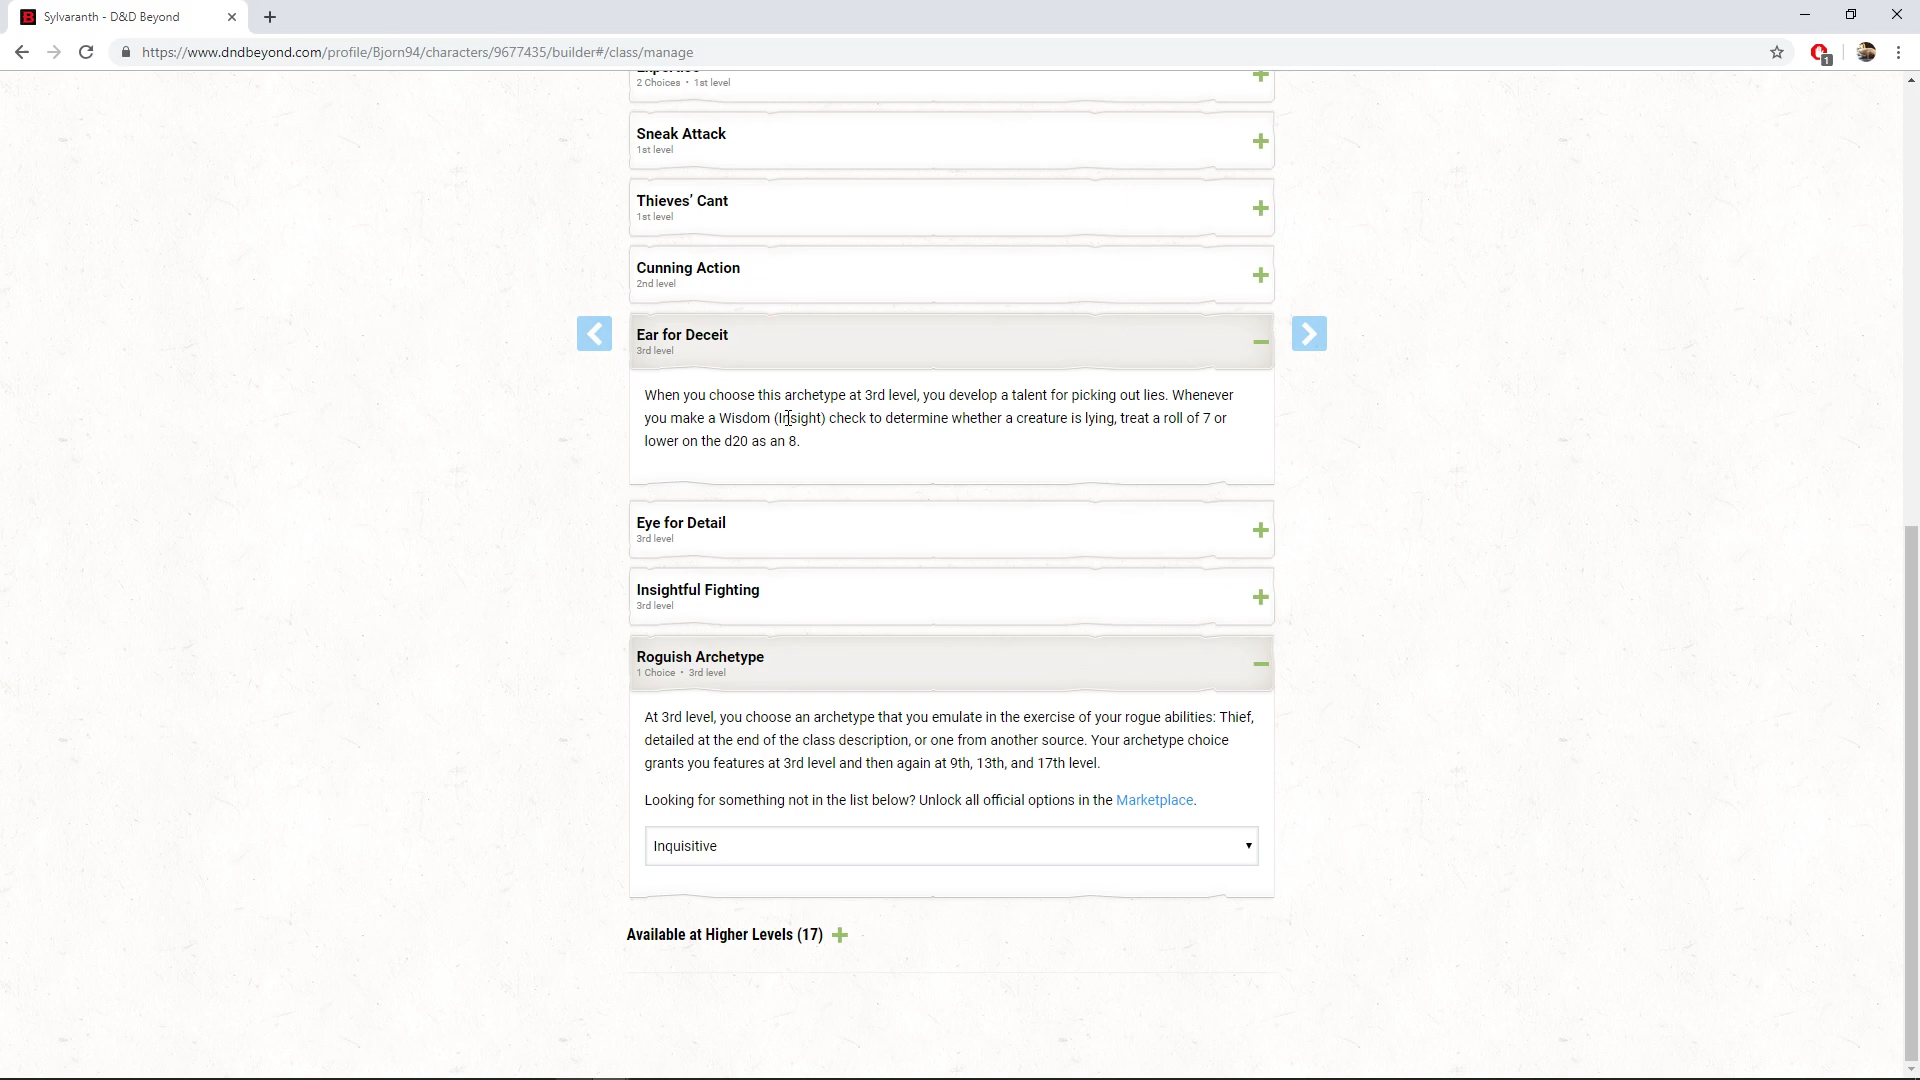 Sylvaranth - D&D Beyond
https://www.dndbeyond.com/profile/Bjorn94/characters/9677435/builder#/class/manage
1
2 Choices • 1st level
Sneak Attack
1st level
Thieves’ Cant
1st level
Cunning Action
2nd level
Ear for Deceit
3rd level
When you choose this archetype at 3rd level, you develop a talent for picking out lies. Whenever
you make a Wisdom (Insight) check to determine whether a creature is lying, treat a roll of 7 or
lower on the d20 as an 8.
Eye for Detail
3rd level
Insightful Fighting
3rd level
Roguish Archetype
1 Choice • 3rd level
At 3rd level, you choose an archetype that you emulate in the exercise of your rogue abilities: Thief,
detailed at the end of the class description, or one from another source. Your archetype choice
grants you features at 3rd level and then again at 9th, 13th, and 17th level.
Looking for something not in the list below? Unlock all official options in the Marketplace.
Inquisitive
Available at Higher Levels (17)